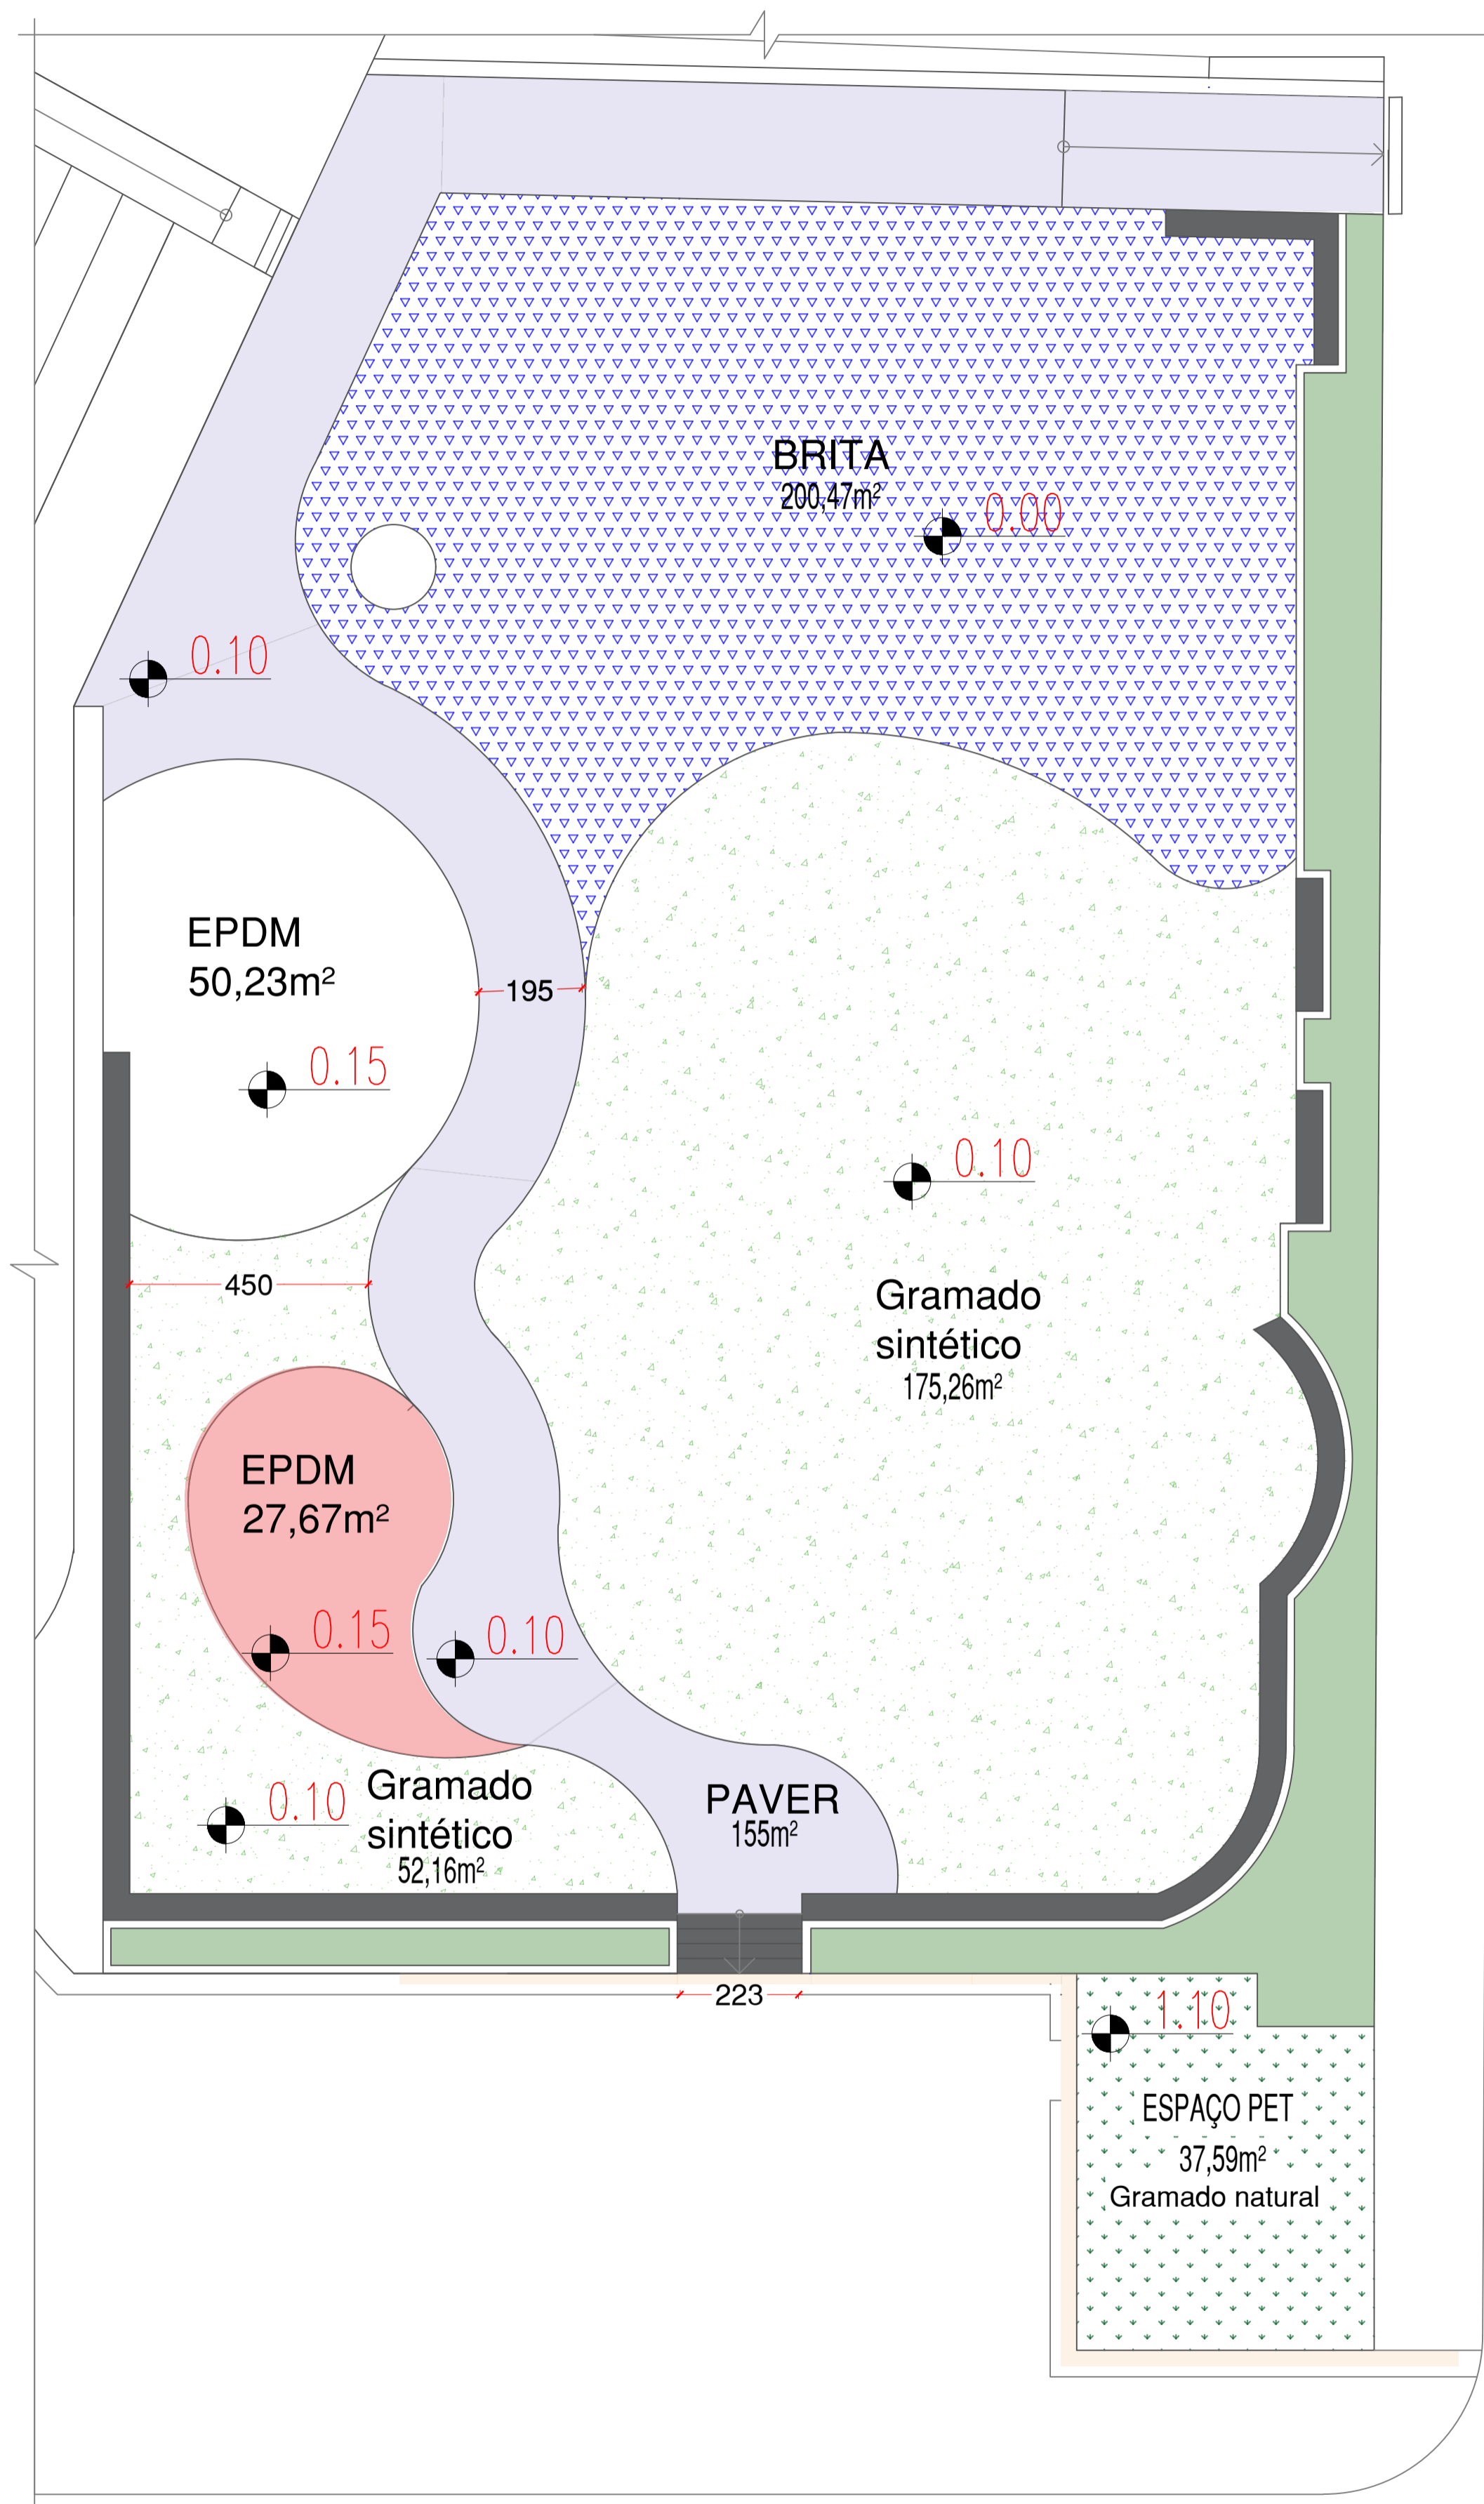 BRITA
200,47m²
0.00
0.10
EPDM
50,23m²
195
0.15
0.10
450
Gramado
sintético
175,26m²
EPDM
27,67m²
0.15
0.10
0.10
Gramado
sintético
52,16m²
PAVER
155m²
223
1.10
ESPAÇO PET
37,59m²
Gramado natural